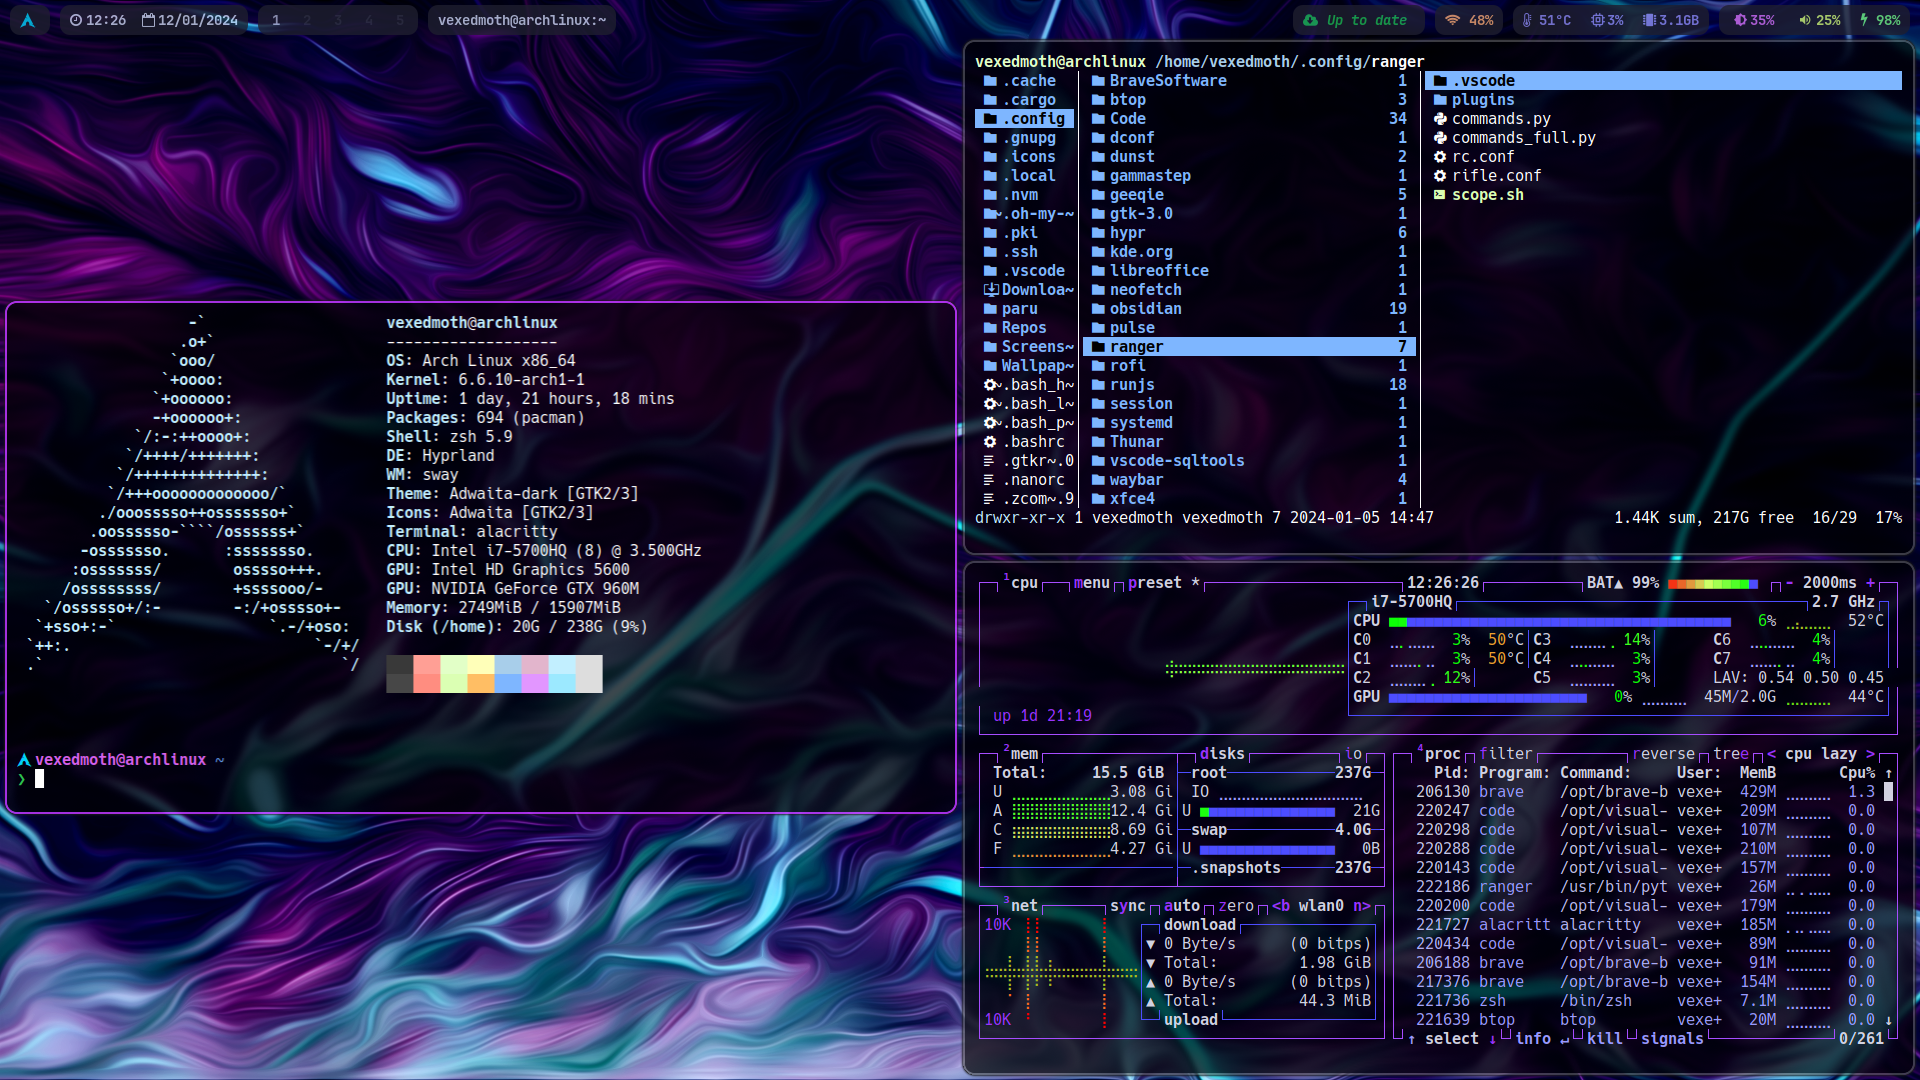 12:26 12/01/2024 1 2 3 4 5 vexedmoth@archlinux:~ Up to date 48% 51°C 3% 3.1GB 35% 25% 98%
vexedmoth@archlinux /home/vexedmoth/.config/ranger
.cache BraveSoftware 1 .vscode
.cargo btop 3 plugins
.config Code 34 commands.py
.gnupg dconf 1 commands_full.py
.icons dunst 2 rc.conf
.local gammastep 1 rifle.conf
.nvm geeqie 5 scope.sh
~.oh-my-~ gtk-3.0 1
.pki hypr 6
.ssh kde.org 1
.vscode libreoffice 1
Downloa~ neofetch 1
paru obsidian 19
Repos pulse 1
Screens~ ranger 7
Wallpap~ rofi 1
~.bash_h~ runjs 18
~.bash_l~ session 1
~.bash_p~ systemd 1
.bashrc Thunar 1
.gtkr~.0 vscode-sqltools 1
.nanorc waybar 4
.zcom~.9 xfce4 1
drwxr-xr-x 1 vexedmoth vexedmoth 7 2024-01-05 14:47 1.44K sum, 217G free 16/29 17%
-`
.o+`
`ooo/
`+oooo:
`+oooooo:
-+oooooo+:
`/:-:++oooo+:
`/++++/+++++++:
`/++++++++++++++:
`/+++ooooooooooooo/`
./ooosssso++osssssso+`
.oossssso-````/ossssss+`
-osssssso. :ssssssso.
:osssssss/ osssso+++.
/ossssssss/ +ssssooo/-
`/ossssso+/:- -:/+osssso+-
`+sso+:-` `.-/+oso:
`++:. `-/+/
.` `/
vexedmoth@archlinux
-------------------
OS: Arch Linux x86_64
Kernel: 6.6.10-arch1-1
Uptime: 1 day, 21 hours, 18 mins
Packages: 694 (pacman)
Shell: zsh 5.9
DE: Hyprland
WM: sway
Theme: Adwaita-dark [GTK2/3]
Icons: Adwaita [GTK2/3]
Terminal: alacritty
CPU: Intel i7-5700HQ (8) @ 3.500GHz
GPU: Intel HD Graphics 5600
GPU: NVIDIA GeForce GTX 960M
Memory: 2749MiB / 15907MiB
Disk (/home): 20G / 238G (9%)
vexedmoth@archlinux ~
❯
¹cpu menu preset * 12:26:26 BAT▲ 99% - 2000ms +
i7-5700HQ 2.7 GHz
CPU 6% 52°C
C0 3% 50°C C3 14% C6 4%
C1 3% 50°C C4 3% C7 4%
C2 12% C5 3% LAV: 0.54 0.50 0.45
GPU 0% 45M/2.0G 44°C
up 1d 21:19
²mem disks io
Total: 15.5 GiB root 237G
U 3.08 Gi IO
A 12.4 Gi U 21G
C 8.69 Gi swap 4.0G
F 4.27 Gi U 0B
.snapshots 237G
³net sync auto zero <b wlan0 n>
10K download
▼ 0 Byte/s (0 bitps)
▼ Total: 1.98 GiB
▲ 0 Byte/s (0 bitps)
▲ Total: 44.3 MiB
10K upload
⁴proc filter reverse tree < cpu lazy >
Pid: Program: Command: User: MemB Cpu% ↑
206130 brave /opt/brave-b vexe+ 429M 1.3
220247 code /opt/visual- vexe+ 209M 0.0
220298 code /opt/visual- vexe+ 107M 0.0
220288 code /opt/visual- vexe+ 210M 0.0
220143 code /opt/visual- vexe+ 157M 0.0
222186 ranger /usr/bin/pyt vexe+ 26M 0.0
220200 code /opt/visual- vexe+ 179M 0.0
221727 alacritt alacritty vexe+ 185M 0.0
220434 code /opt/visual- vexe+ 89M 0.0
206188 brave /opt/brave-b vexe+ 91M 0.0
217376 brave /opt/brave-b vexe+ 154M 0.0
221736 zsh /bin/zsh vexe+ 7.1M 0.0
221639 btop btop vexe+ 20M 0.0 ↓
↑ select ↓ info ↵ kill signals 0/261